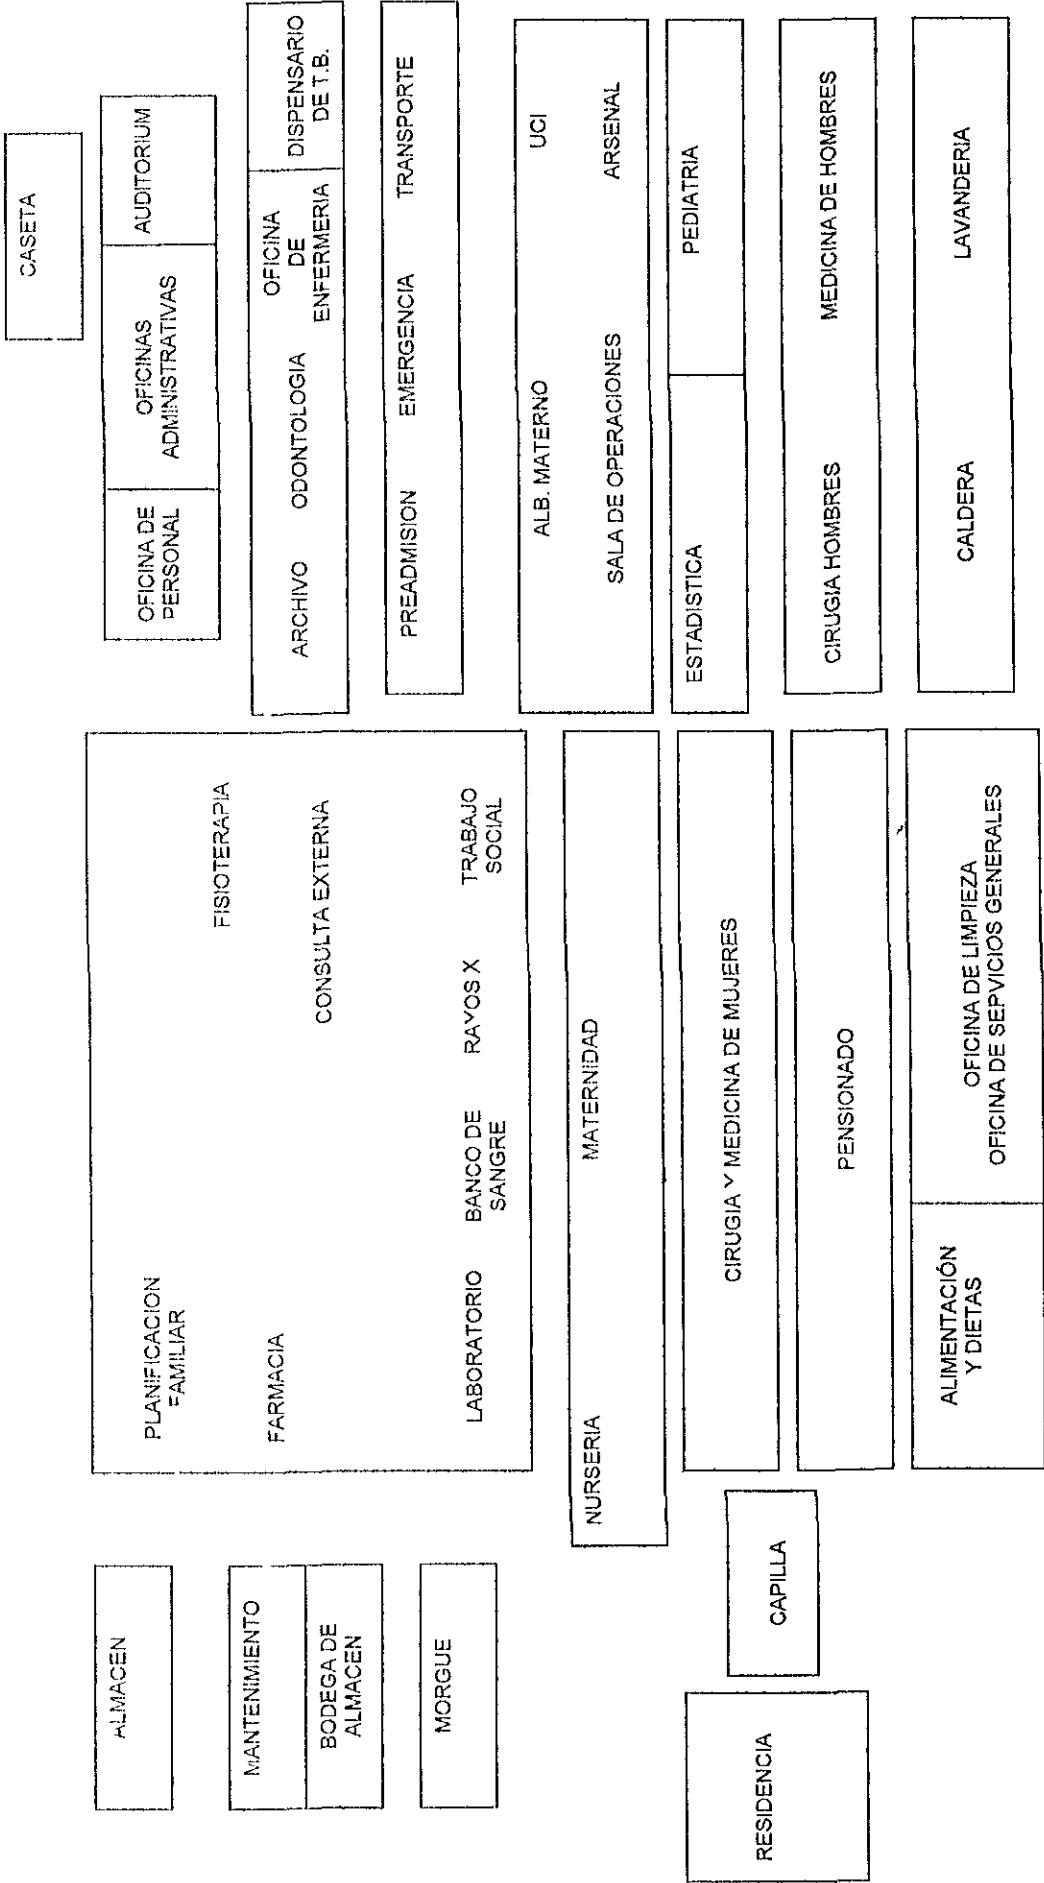 CASETA
OFICINA DE
PERSONAL
OFICINAS
ADMINISTRATIVAS
AUDITORIUM
ARCHIVO
ODONTOLOGIA
OFICINA
DE
ENFERMERIA
DISPENSARIO
DE T.B.
PREADMISION
EMERGENCIA
TRANSPORTE
ALB. MATERNO
UCI
SALA DE OPERACIONES
ARSENAL
ESTADISTICA
PEDIATRIA
CIRUGIA HOMBRES
MEDICINA DE HOMBRES
CALDERA
LAVANDERIA
PLANIFICACION
FAMILIAR
FISIOTERAPIA
FARMACIA
CONSULTA EXTERNA
LABORATORIO
BANCO DE
SANGRE
RAYOS X
TRABAJO
SOCIAL
NURSERIA
MATERNIDAD
CIRUGIA Y MEDICINA DE MUJERES
PENSIONADO
ALIMENTACIÓN
Y DIETAS
OFICINA DE LIMPIEZA
OFICINA DE SERVICIOS GENERALES
ALMACEN
MANTENIMIENTO
BODEGA DE
ALMACEN
MORGUE
CAPILLA
RESIDENCIA